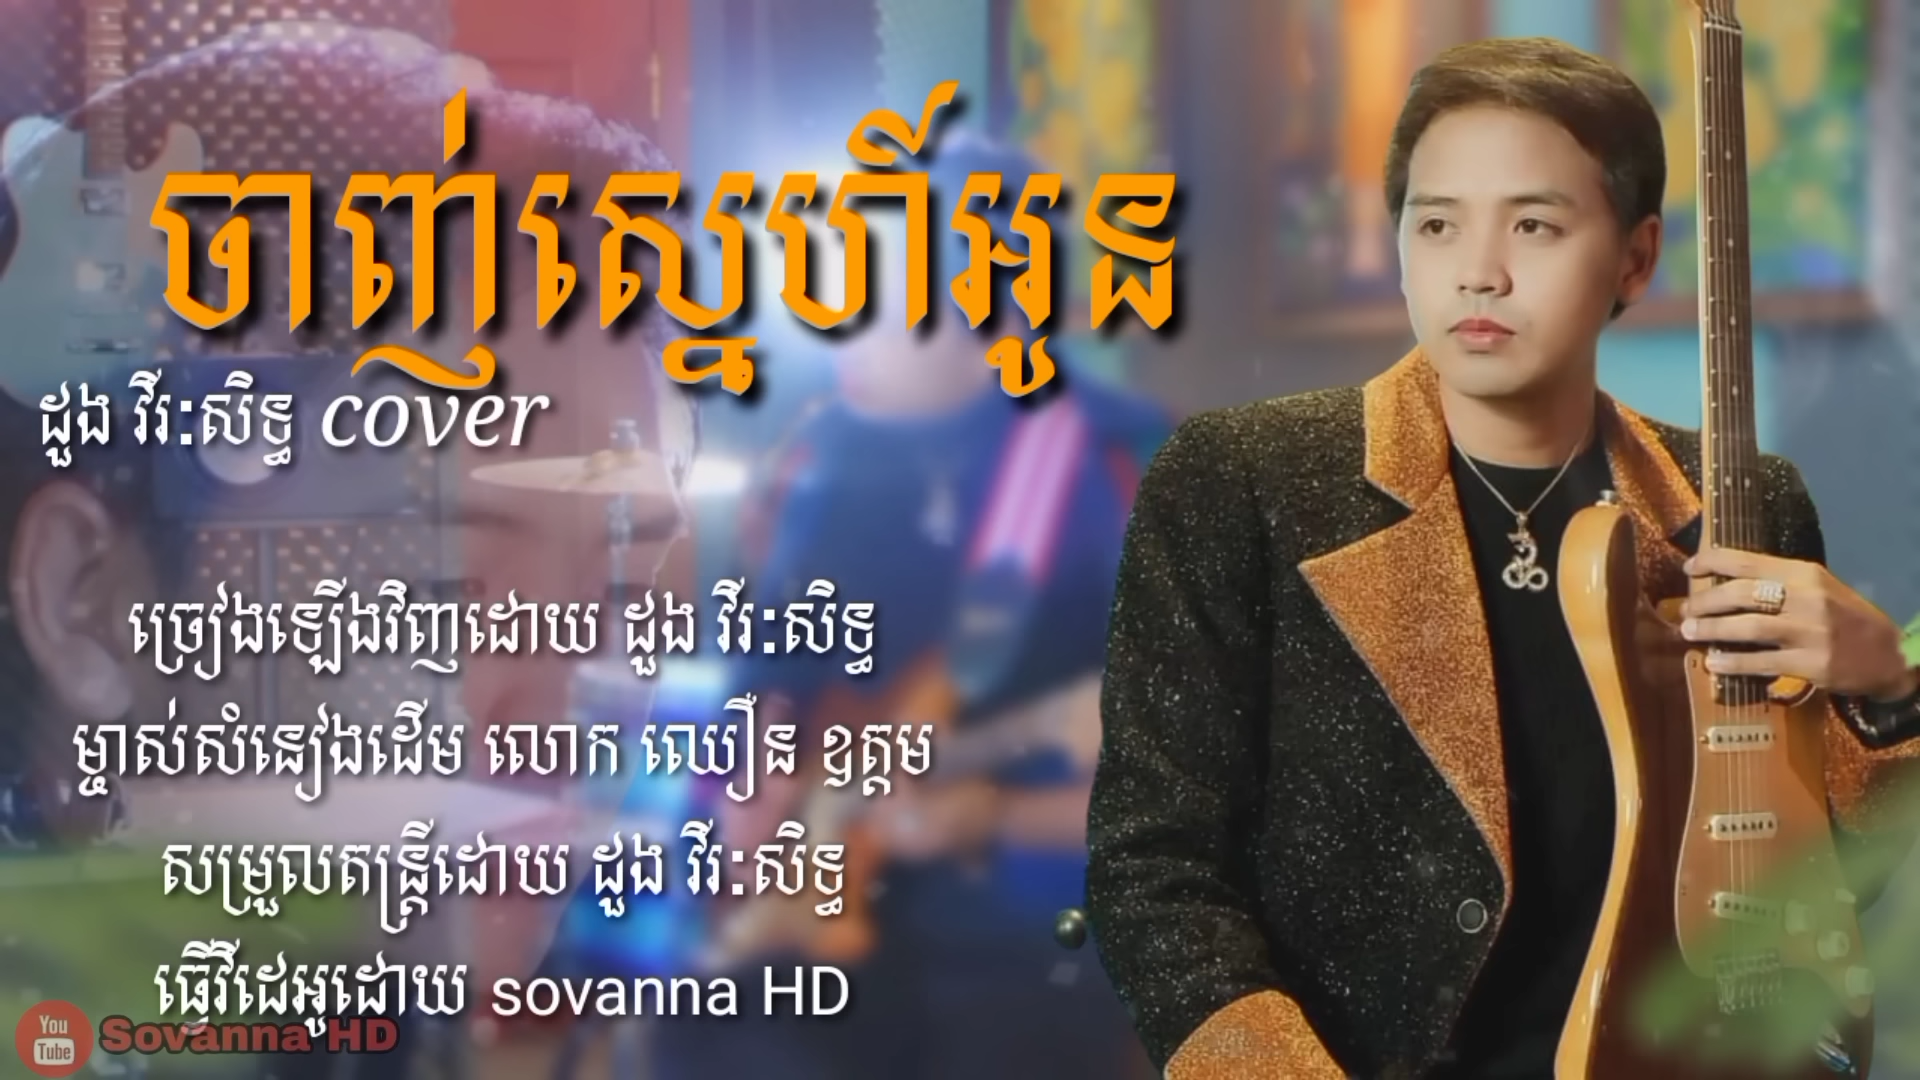 ចាញ់ស្នេហ៍អូន
ដួង វីរៈសិទ្ធ cover
ច្រៀងឡើងវិញដោយ ដួង វីរៈសិទ្ធ
ម្ចាស់សំនៀងដើម លោក ឈឿន ឧត្តម
សម្រួលតន្ត្រីដោយ ដួង វីរៈសិទ្ធ
ធ្វើវីដេអូដោយ sovanna HD
You
Tube
Sovanna HD